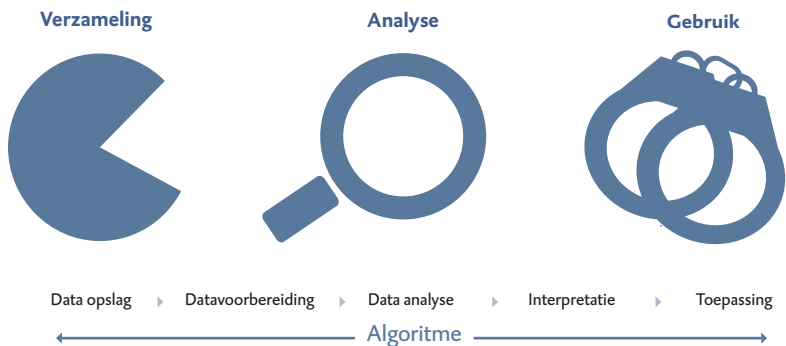 Verzameling Analyse Gebruik
Data opslag Datavoorbereiding Data analyse Interpretatie Toepassing
Algoritme